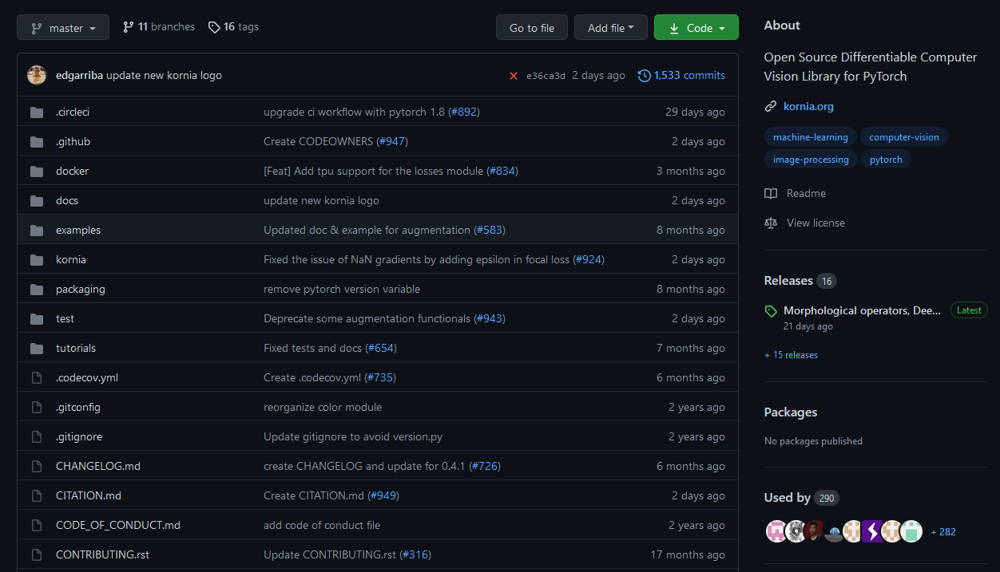 master 11 branches 16 tags Go to file Add file Code
edgarriba update new kornia logo e36ca3d 2 days ago 1,533 commits
.circleci upgrade ci workflow with pytorch 1.8 (#892) 29 days ago
.github Create CODEOWNERS (#947) 2 days ago
docker [Feat] Add tpu support for the losses module (#834) 3 months ago
docs update new kornia logo 2 days ago
examples Updated doc & example for augmentation (#583) 8 months ago
kornia Fixed the issue of NaN gradients by adding epsilon in focal loss (#924) 2 days ago
packaging remove pytorch version variable 8 months ago
test Deprecate some augmentation functionals (#943) 2 days ago
tutorials Fixed tests and docs (#654) 7 months ago
.codecov.yml Create .codecov.yml (#735) 6 months ago
.gitconfig reorganize color module 2 years ago
.gitignore Update gitignore to avoid version.py 2 years ago
CHANGELOG.md create CHANGELOG and update for 0.4.1 (#726) 6 months ago
CITATION.md Create CITATION.md (#949) 2 days ago
CODE_OF_CONDUCT.md add code of conduct file 2 years ago
CONTRIBUTING.rst Update CONTRIBUTING.rst (#316) 17 months ago
About
Open Source Differentiable Computer
Vision Library for PyTorch
kornia.org
machine-learning computer-vision
image-processing pytorch
Readme
View license
Releases 16
Morphological operators, Dee... Latest
21 days ago
+ 15 releases
Packages
No packages published
Used by 290
+ 282